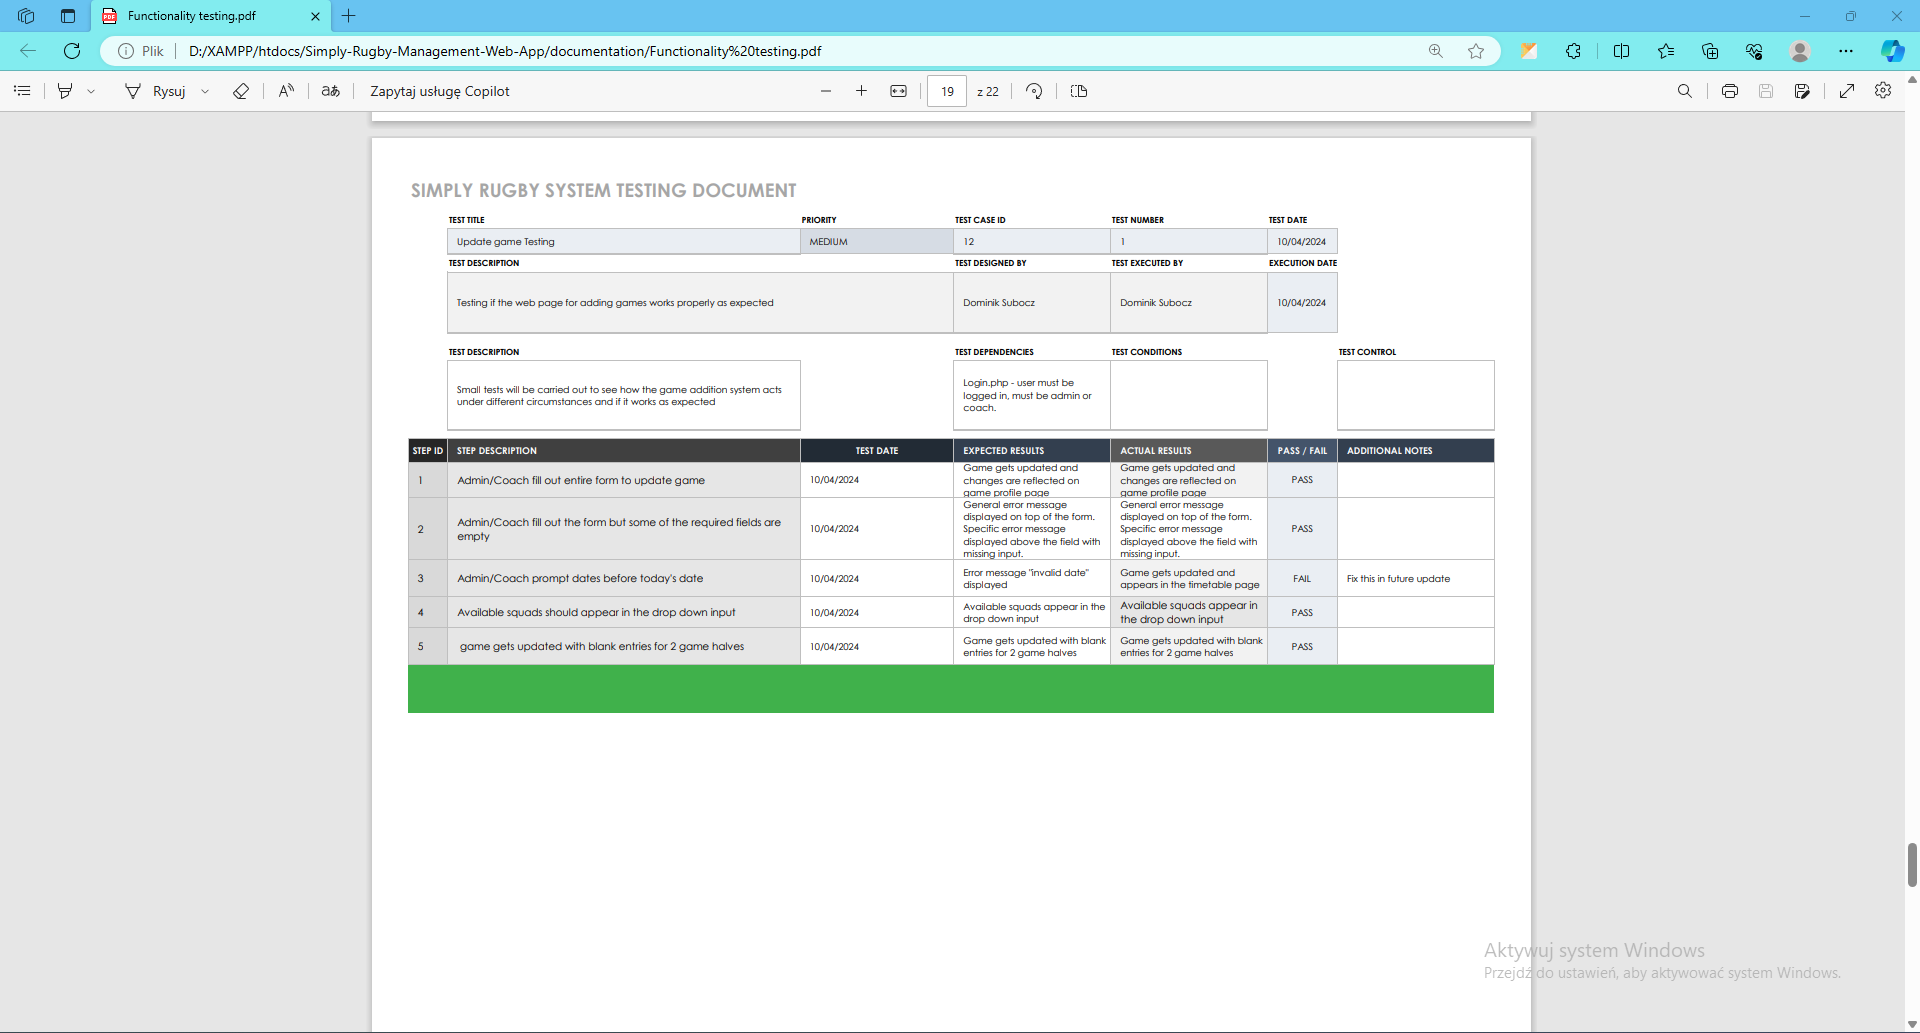 Functionality testing.pdf
Plik
D:/XAMPP/htdocs/Simply-Rugby-Management-Web-App/documentation/Functionality%20testing.pdf
Rysuj
Zapytaj usługę Copilot
19 z 22
SIMPLY RUGBY SYSTEM TESTING DOCUMENT
TEST TITLE PRIORITY TEST CASE ID TEST NUMBER TEST DATE
Update game Testing MEDIUM 12 1 10/04/2024
TEST DESCRIPTION TEST DESIGNED BY TEST EXECUTED BY EXECUTION DATE
Testing if the web page for adding games works properly as expected Dominik Subocz Dominik Subocz 10/04/2024
TEST DESCRIPTION TEST DEPENDENCIES TEST CONDITIONS TEST CONTROL
Small tests will be carried out to see how the game addition system acts
under different circumstances and if it works as expected
Login.php - user must be
logged in, must be admin or
coach.
STEP ID STEP DESCRIPTION TEST DATE EXPECTED RESULTS ACTUAL RESULTS PASS / FAIL ADDITIONAL NOTES
1 Admin/Coach fill out entire form to update game 10/04/2024
Game gets updated and
changes are reflected on
game profile page
Game gets updated and
changes are reflected on
game profile page
PASS
2
Admin/Coach fill out the form but some of the required fields are
empty
10/04/2024
General error message
displayed on top of the form.
Specific error message
displayed above the field with
missing input.
General error message
displayed on top of the form.
Specific error message
displayed above the field with
missing input.
PASS
3 Admin/Coach prompt dates before today's date 10/04/2024
Error message "invalid date"
displayed
Game gets updated and
appears in the timetable page
FAIL Fix this in future update
4 Available squads should appear in the drop down input 10/04/2024
Available squads appear in the
drop down input
Available squads appear in
the drop down input
PASS
5 game gets updated with blank entries for 2 game halves 10/04/2024
Game gets updated with blank
entries for 2 game halves
Game gets updated with blank
entries for 2 game halves
PASS
Aktywuj system Windows
Przejdź do ustawień, aby aktywować system Windows.